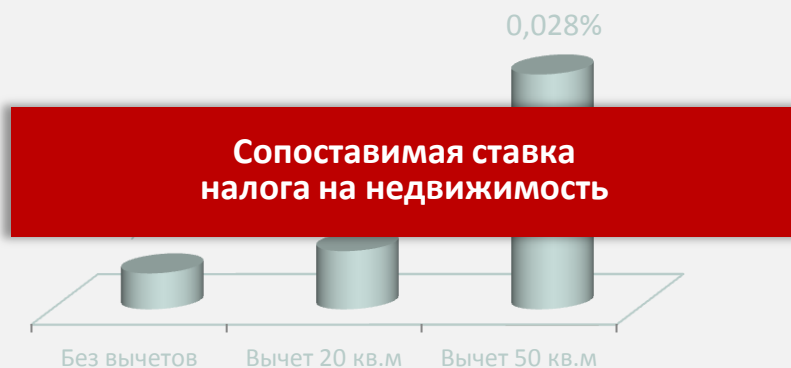 0,028%
Сопоставимая ставка
налога на недвижимость
Без вычетов
Вычет 20 кв.м
Вычет 50 кв.м